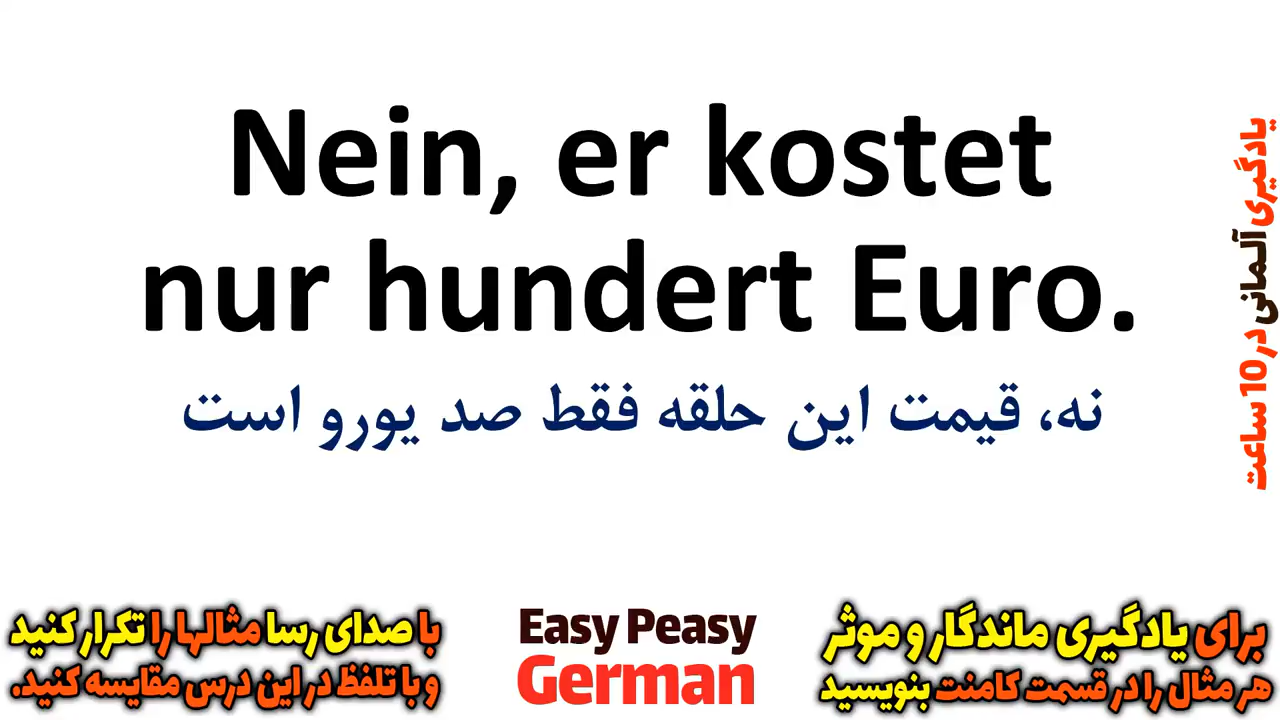 Nein, er kostet
nur hundert Euro.
نه، قیمت این حلقه فقط صد یورو است
یادگیری آلمانی در 10 ساعت
برای یادگیری ماندگار و موثر
هر مثال را در قسمت کامنت بنویسید
Easy Peasy
German
با صدای رسا مثالها را تکرار کنید
و با تلفظ در این درس مقایسه کنید.